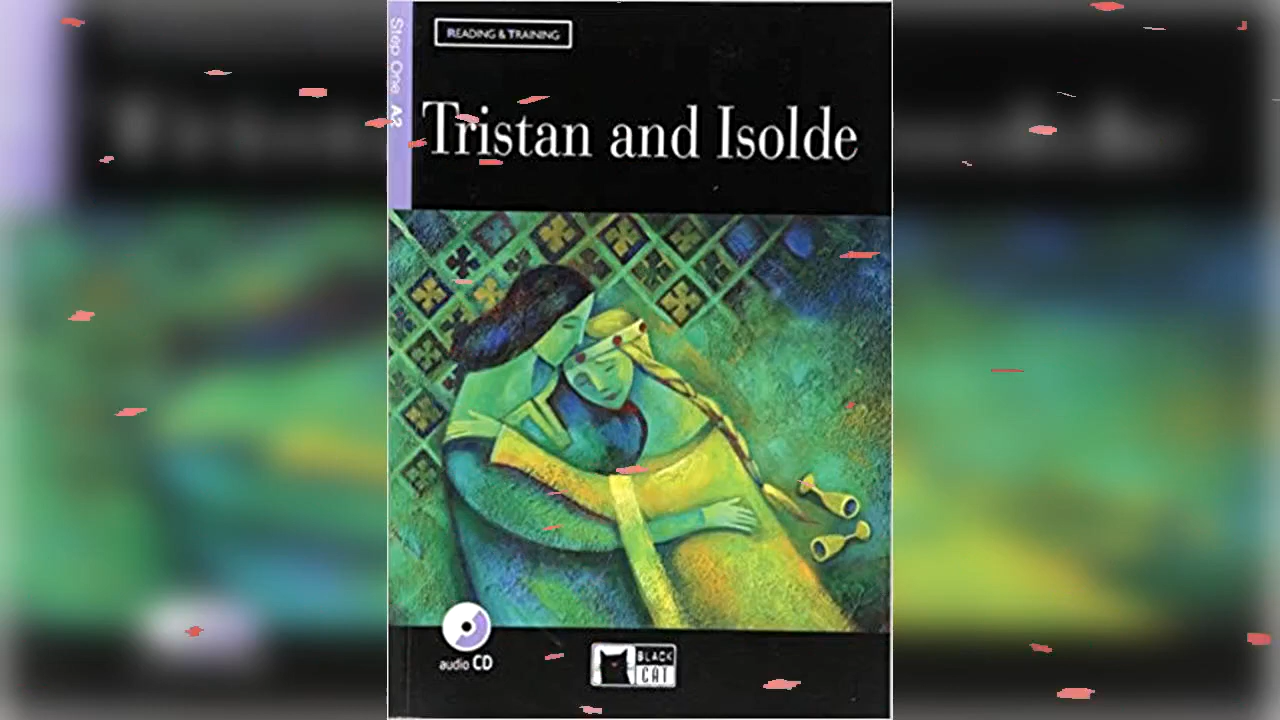 READING & TRAINING
Step One A2
Tristan and Isolde
audio CD
BLACK
CAT